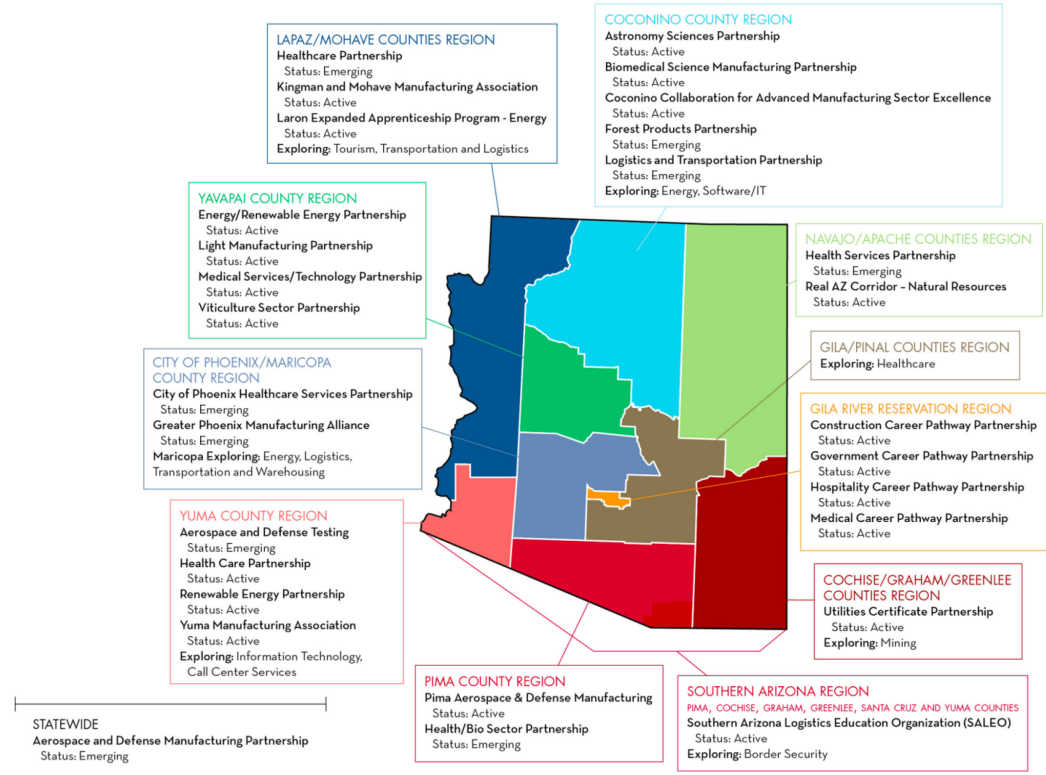 LAPAZ/MOHAVE COUNTIES REGION
Healthcare Partnership
Status: Emerging
Kingman and Mohave Manufacturing Association
Status: Active
Laron Expanded Apprenticeship Program - Energy
Status: Active
Exploring: Tourism, Transportation and Logistics
COCONINO COUNTY REGION
Astronomy Sciences Partnership
Status: Active
Biomedical Science Manufacturing Partnership
Status: Active
Coconino Collaboration for Advanced Manufacturing Sector Excellence
Status: Active
Forest Products Partnership
Status: Emerging
Logistics and Transportation Partnership
Status: Emerging
Exploring: Energy, Software/IT
YAVAPAI COUNTY REGION
Energy/Renewable Energy Partnership
Status: Active
Light Manufacturing Partnership
Status: Active
Medical Services/Technology Partnership
Status: Active
Viticulture Sector Partnership
Status: Active
NAVAJO/APACHE COUNTIES REGION
Health Services Partnership
Status: Emerging
Real AZ Corridor – Natural Resources
Status: Active
CITY OF PHOENIX/MARICOPA
COUNTY REGION
City of Phoenix Healthcare Services Partnership
Status: Emerging
Greater Phoenix Manufacturing Alliance
Status: Emerging
Maricopa Exploring: Energy, Logistics,
Transportation and Warehousing
GILA/PINAL COUNTIES REGION
Exploring: Healthcare
GILA RIVER RESERVATION REGION
Construction Career Pathway Partnership
Status: Active
Government Career Pathway Partnership
Status: Active
Hospitality Career Pathway Partnership
Status: Active
Medical Career Pathway Partnership
Status: Active
YUMA COUNTY REGION
Aerospace and Defense Testing
Status: Emerging
Health Care Partnership
Status: Active
Renewable Energy Partnership
Status: Active
Yuma Manufacturing Association
Status: Active
Exploring: Information Technology,
Call Center Services
COCHISE/GRAHAM/GREENLEE
COUNTIES REGION
Utilities Certificate Partnership
Status: Active
Exploring: Mining
PIMA COUNTY REGION
Pima Aerospace & Defense Manufacturing
Status: Active
Health/Bio Sector Partnership
Status: Emerging
SOUTHERN ARIZONA REGION
PIMA, COCHISE, GRAHAM, GREENLEE, SANTA CRUZ AND YUMA COUNTIES
Southern Arizona Logistics Education Organization (SALEO)
Status: Active
Exploring: Border Security
STATEWIDE
Aerospace and Defense Manufacturing Partnership
Status: Emerging